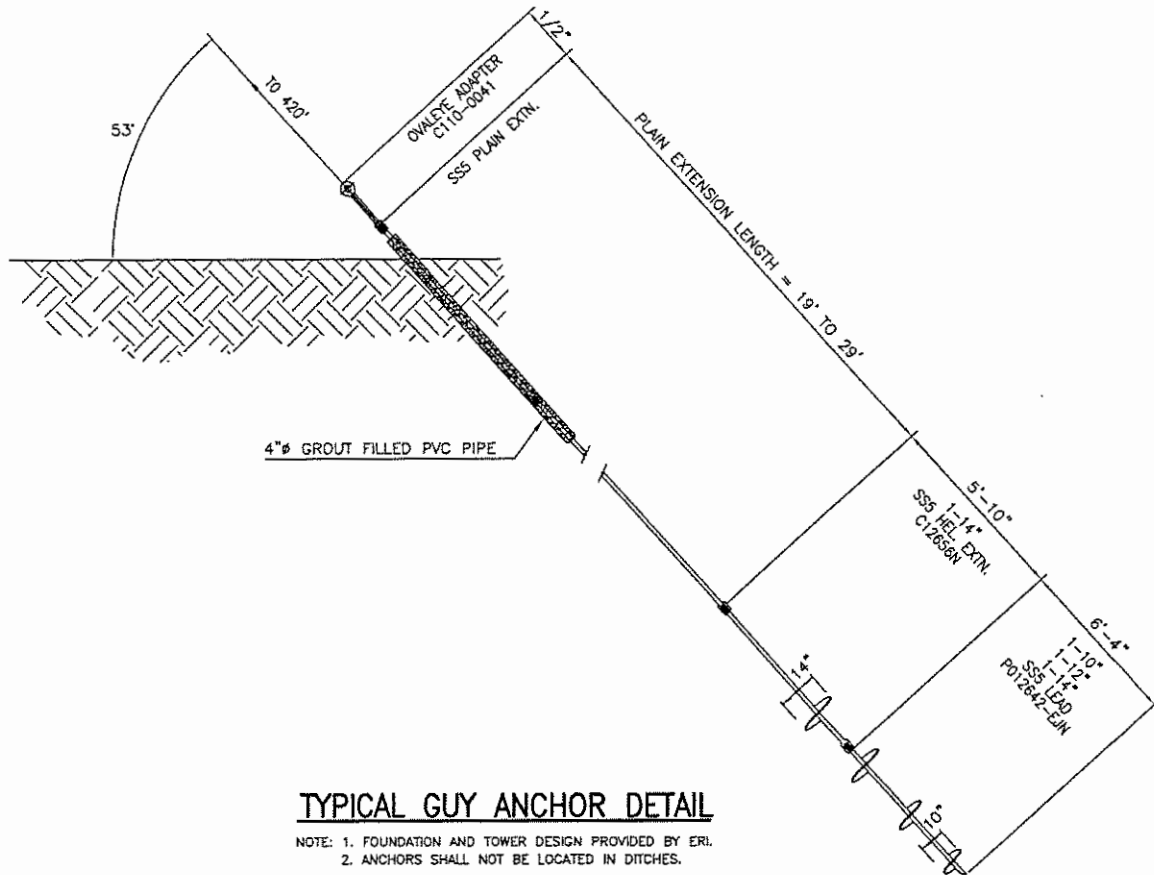 1/2"
TO 420'
53°
OVALEYE ADAPTER
C110-0041
SS5 PLAIN EXTN.
PLAIN EXTENSION LENGTH = 19' TO 29'
4"ø GROUT FILLED PVC PIPE
5'-10"
1-14"
SS5 HEL. EXTN.
C12656N
6'-4"
1-10"
1-12"
1-14"
SS5 LEAD
P012642-EJN
14"
10"
TYPICAL GUY ANCHOR DETAIL
NOTE: 1. FOUNDATION AND TOWER DESIGN PROVIDED BY ERI.
2. ANCHORS SHALL NOT BE LOCATED IN DITCHES.